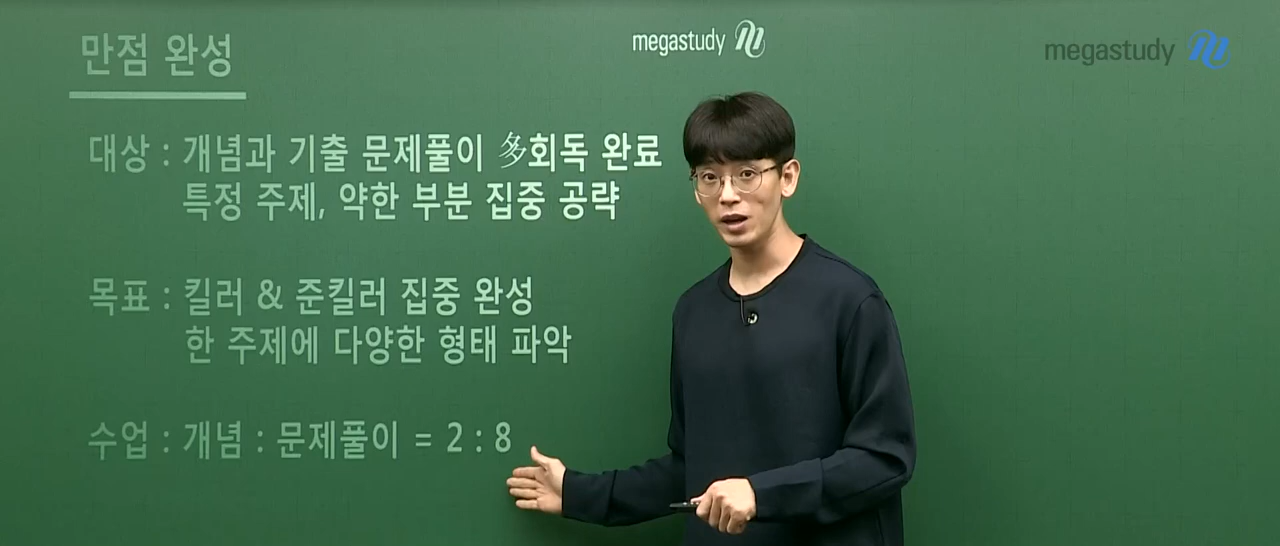 만점 완성
megastudy
megastudy
대상 : 개념과 기출 문제풀이 多회독 완료
특정 주제, 약한 부분 집중 공략
목표 : 킬러 & 준킬러 집중 완성
한 주제에 다양한 형태 파악
수업 : 개념 : 문제풀이 = 2 : 8